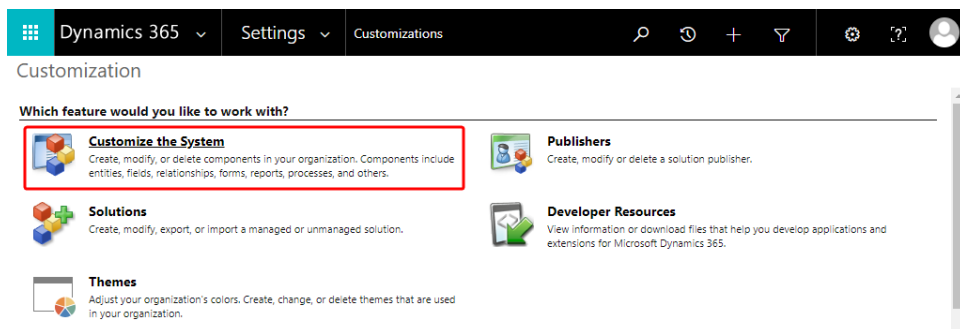 Dynamics 365 Settings Customizations [?]
Customization
Which feature would you like to work with?
Customize the System
Create, modify, or delete components in your organization. Components include
entities, fields, relationships, forms, reports, processes, and others.
Publishers
Create, modify or delete a solution publisher.
Solutions
Create, modify, export, or import a managed or unmanaged solution.
Developer Resources
View information or download files that help you develop applications and
extensions for Microsoft Dynamics 365.
Themes
Adjust your organization's colors. Create, change, or delete themes that are used
in your organization.